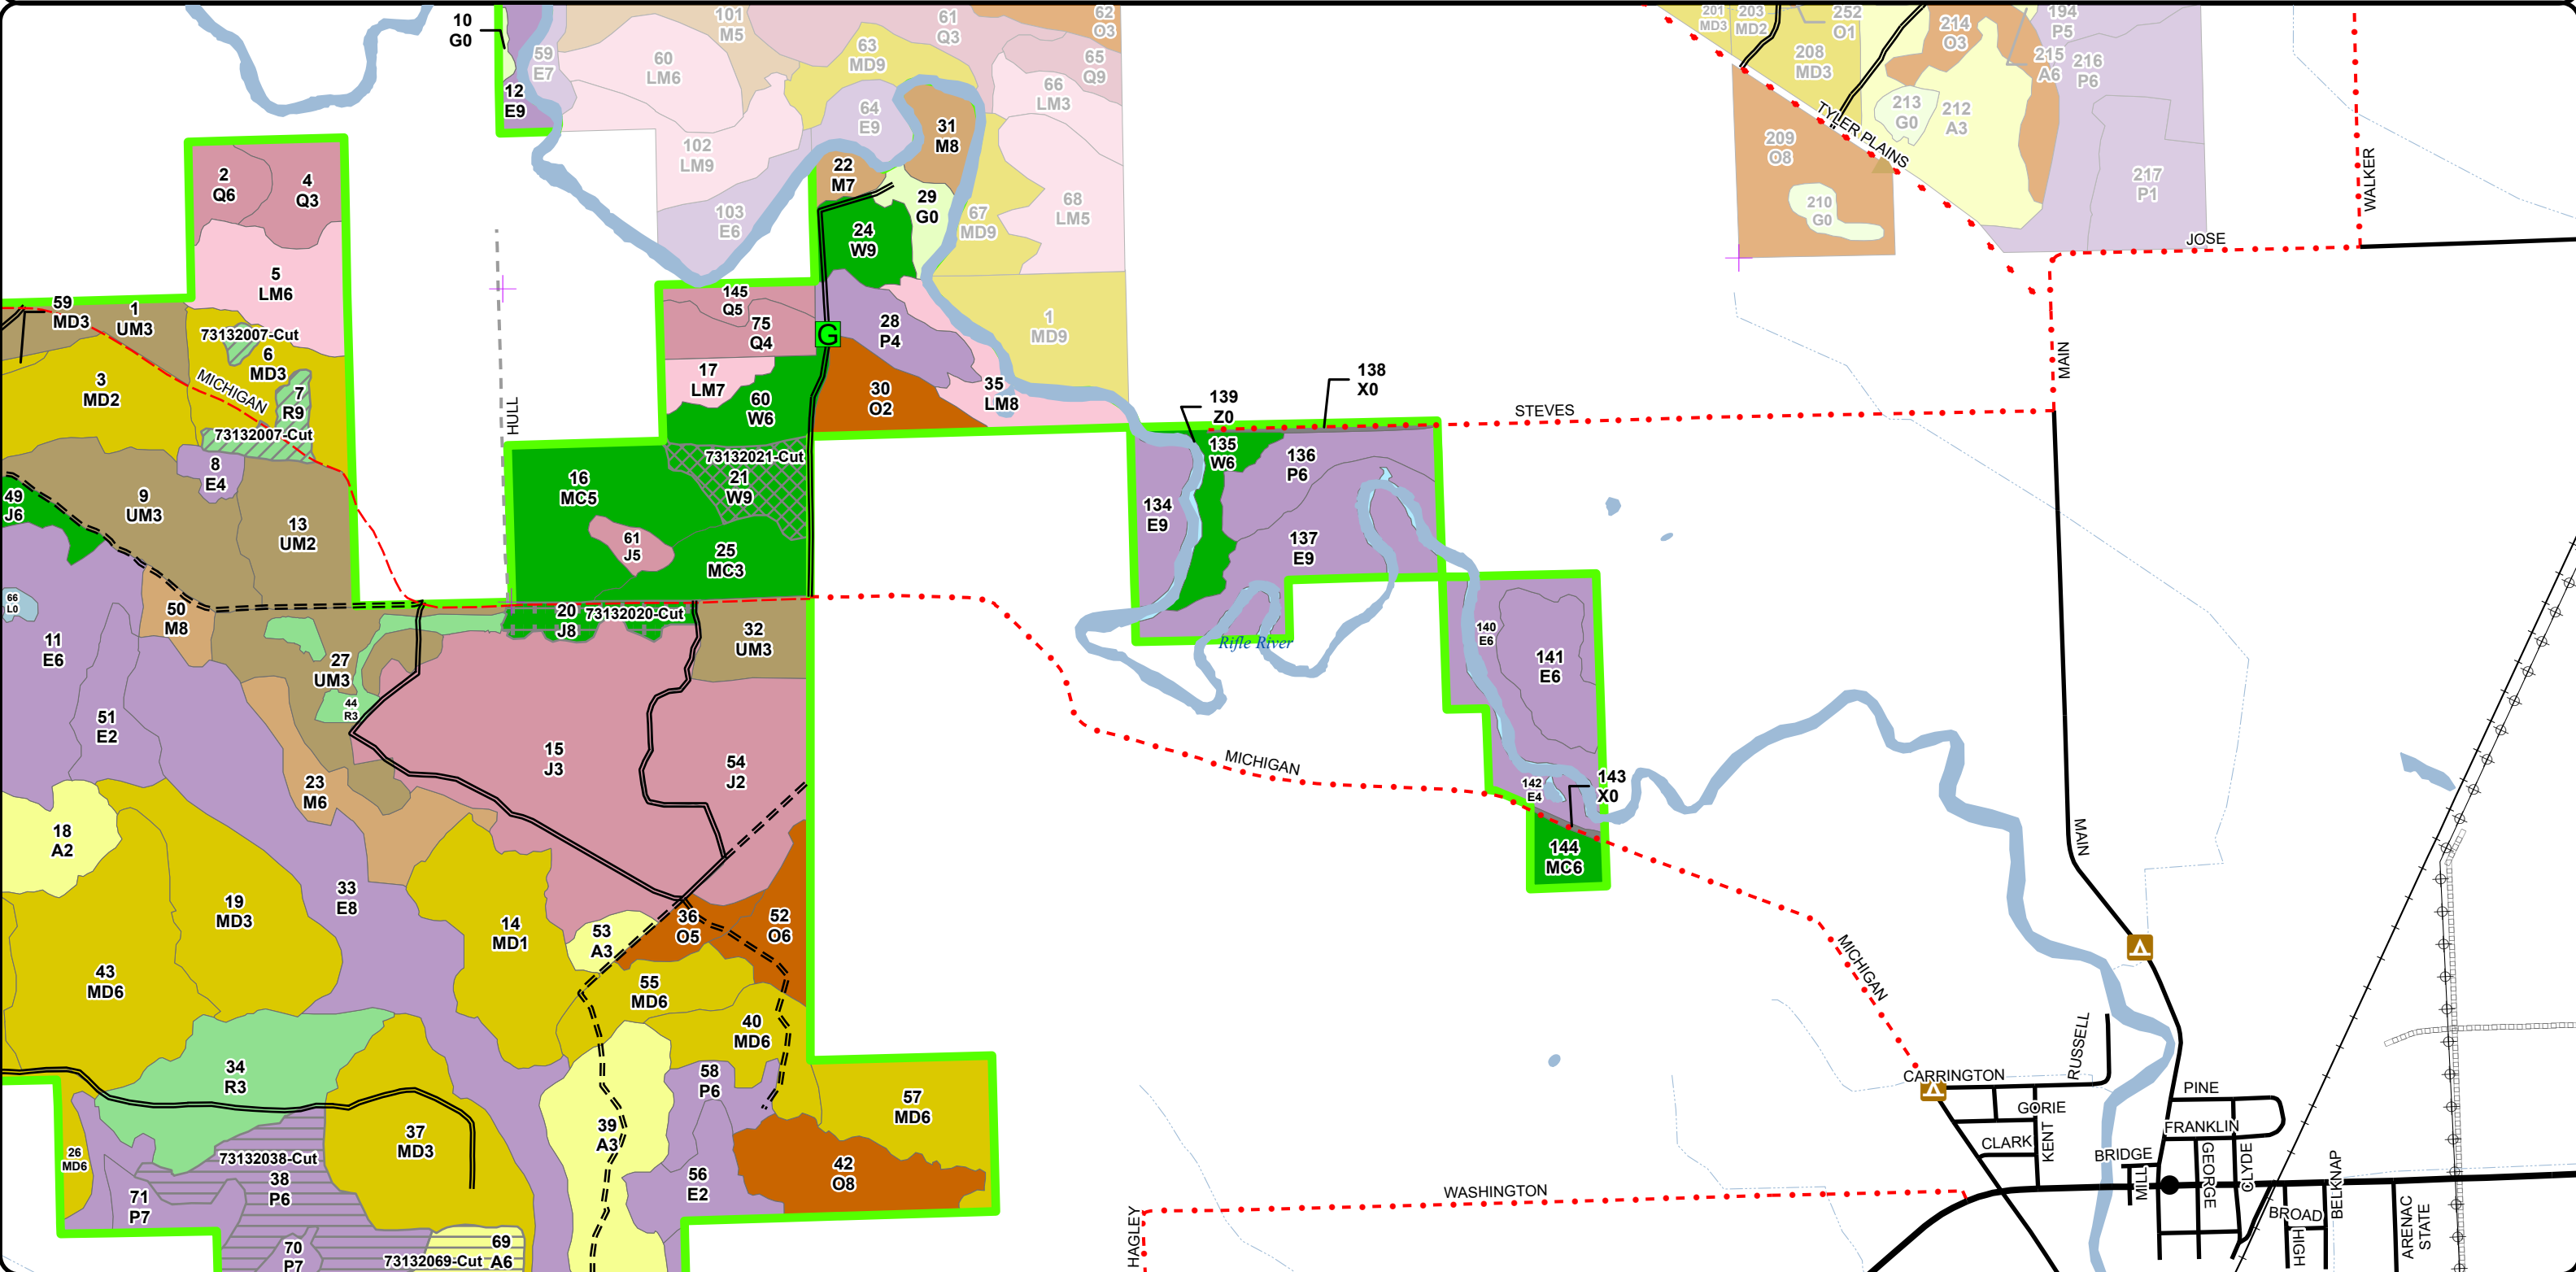 10
G0
59
E7
12
E9
101
M5
60
LM6
61
Q3
62
O3
63
MD9
65
Q9
66
LM3
64
E9
31
M8
102
LM9
22
M7
29
G0
67
MD9
68
LM5
103
E6
24
W9
201
MD3
203
MD2
252
O1
208
MD3
214
O3
194
P5
215
A6
216
P6
213
G0
212
A3
TYLER PLAINS
209
O8
210
G0
217
P1
WALKER
JOSE
MAIN
2
Q6
4
Q3
5
LM6
59
MD3
1
UM3
73132007-Cut
6
MD3
3
MD2
MICHIGAN
7
R9
73132007-Cut
8
E4
49
J6
9
UM3
13
UM2
HULL
145
Q5
75
Q4
G
28
P4
17
LM7
60
W6
30
O2
35
LM8
1
MD9
138
X0
139
Z0
STEVES
16
MC5
73132021-Cut
21
W9
61
J5
25
MC3
135
W6
136
P6
134
E9
137
E9
Rifle River
140
E6
141
E6
142
E4
143
X0
144
MC6
66
L0
50
M8
20
J8
73132020-Cut
32
UM3
11
E6
27
UM3
44
R3
51
E2
15
J3
54
J2
23
M6
MICHIGAN
MAIN
18
A2
19
MD3
33
E8
14
MD1
53
A3
36
O5
52
O6
43
MD6
55
MD6
40
MD6
MICHIGAN
34
R3
58
P6
57
MD6
39
A3
37
MD3
26
MD6
73132038-Cut
38
P6
71
P7
56
E2
42
O8
70
P7
73132069-Cut
69
A6
HAGLEY
WASHINGTON
CARRINGTON
RUSSELL
GORIE
CLARK
KENT
PINE
FRANKLIN
BRIDGE
MILL
GEORGE
CLYDE
BROAD
HIGH
BELKNAP
ARENAC
STATE